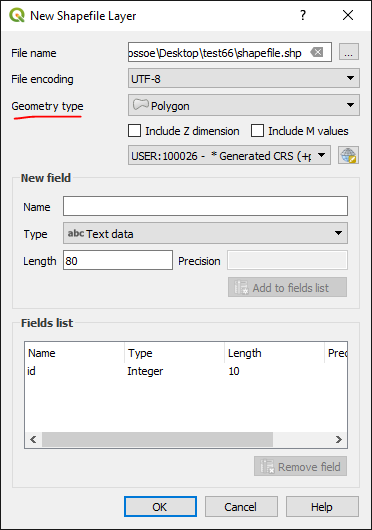 New Shapefile Layer
File name
ossoe\Desktop\test66\shapefile.shp
...
File encoding
UTF-8
Geometry type
Polygon
Include Z dimension
Include M values
USER:100026 - * Generated CRS (+p
New field
Name
Type
abc Text data
Length
80
Precision
Add to fields list
Fields list
Name Type Length Prec
id Integer 10
Remove field
OK Cancel Help